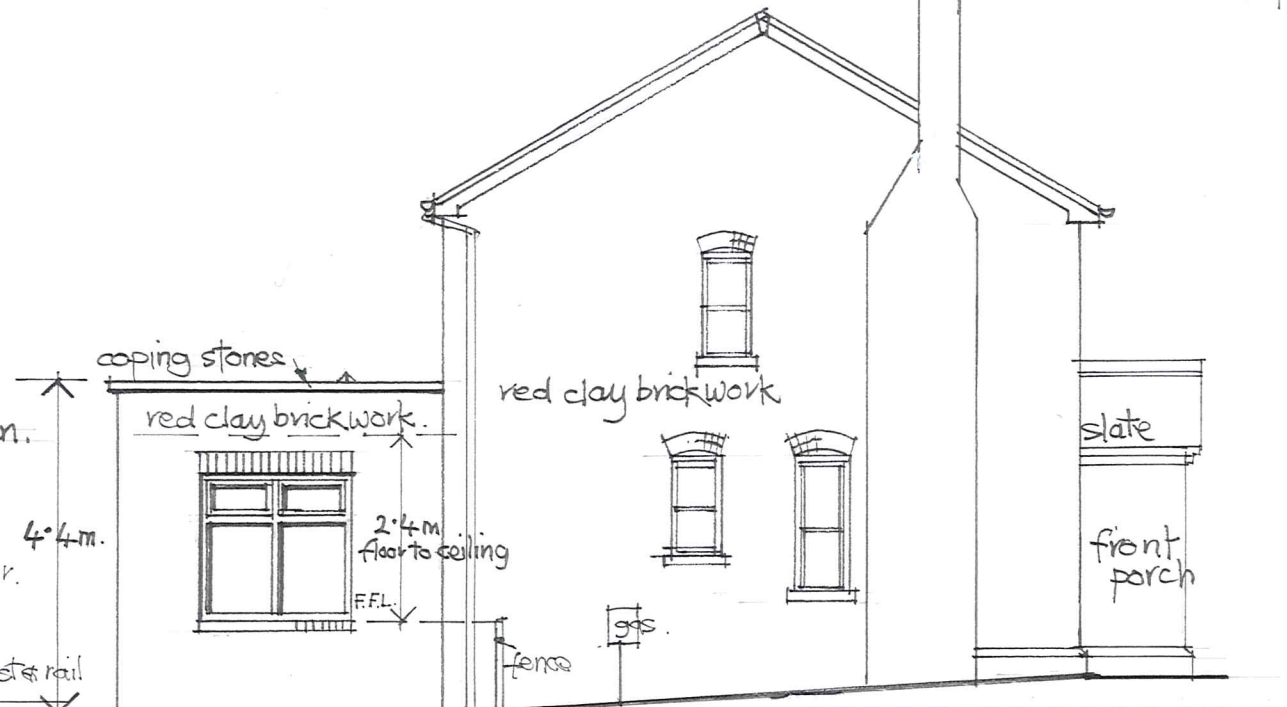 coping stones
red clay brickwork.
red clay brickwork
slate
4.4m.
2.4m
floor to ceiling
front
porch
F.F.L.
gas.
fence
rail